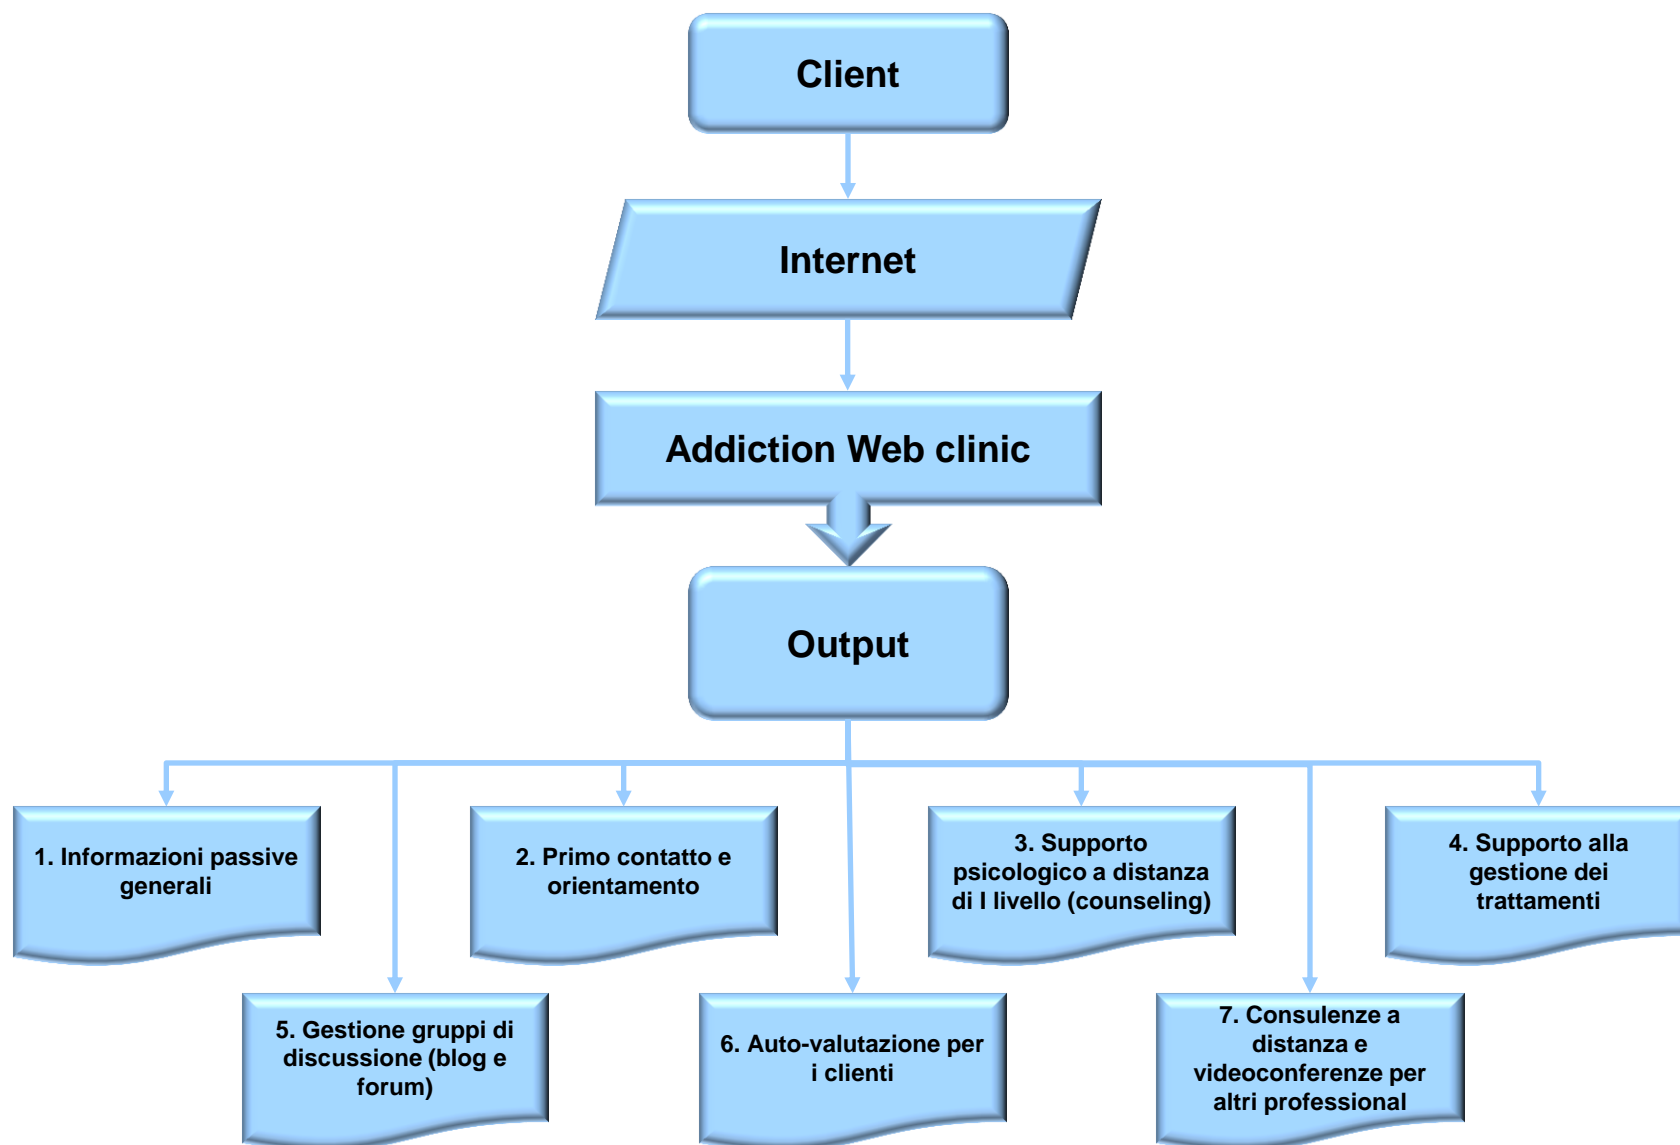 Client
Internet
Addiction Web clinic
Output
1. Informazioni passive
generali
2. Primo contatto e
orientamento
3. Supporto
psicologico a distanza
di I livello (counseling)
4. Supporto alla
gestione dei
trattamenti
5. Gestione gruppi di
discussione (blog e
forum)
6. Auto-valutazione per
i clienti
7. Consulenze a
distanza e
videoconferenze per
altri professional